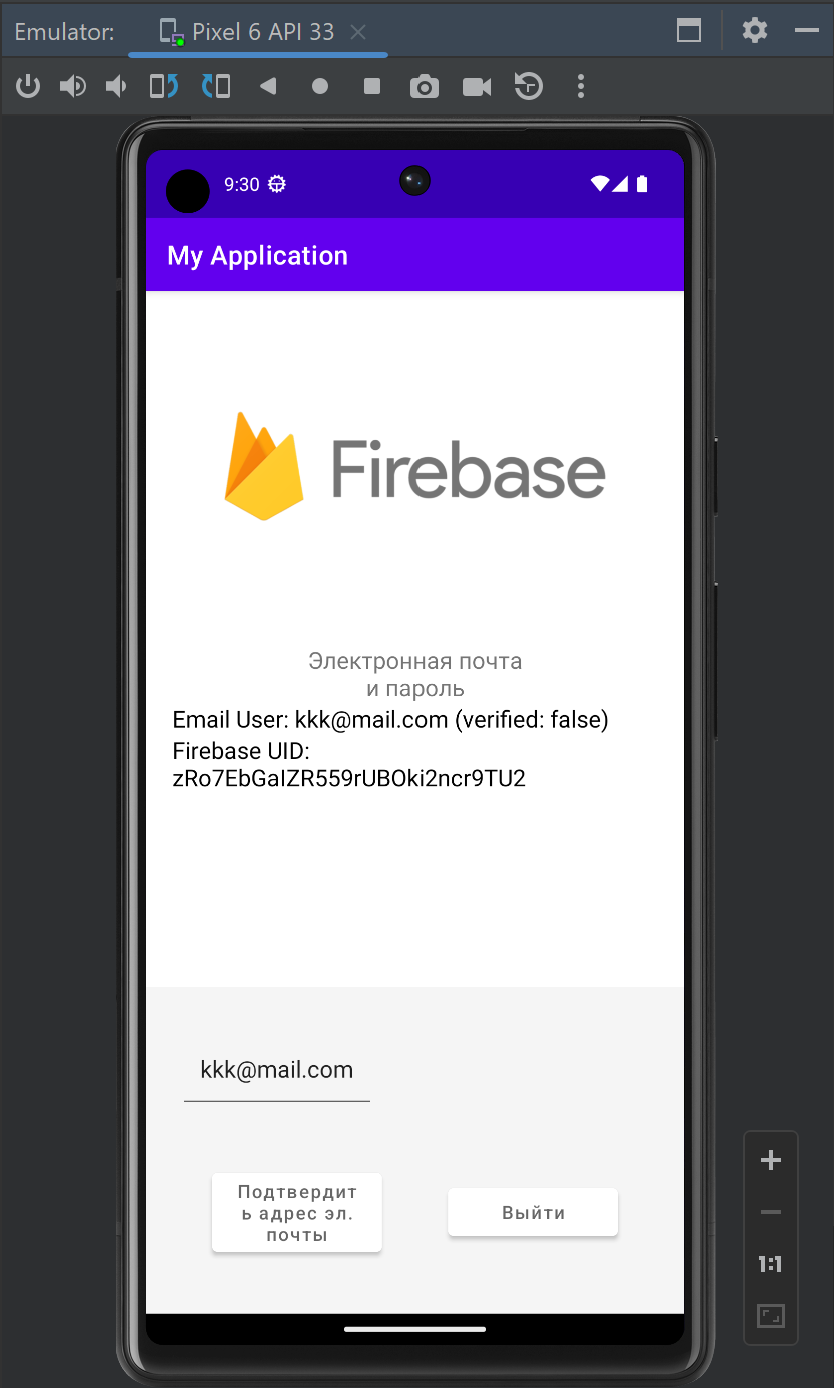 Emulator: Pixel 6 API 33
9:30
My Application
Firebase
Электронная почта
и пароль
Email User: kkk@mail.com (verified: false)
Firebase UID:
zRo7EbGaIZR559rUBOki2ncr9TU2
kkk@mail.com
Подтвердит
ь адрес эл.
почты
Выйти
1:1